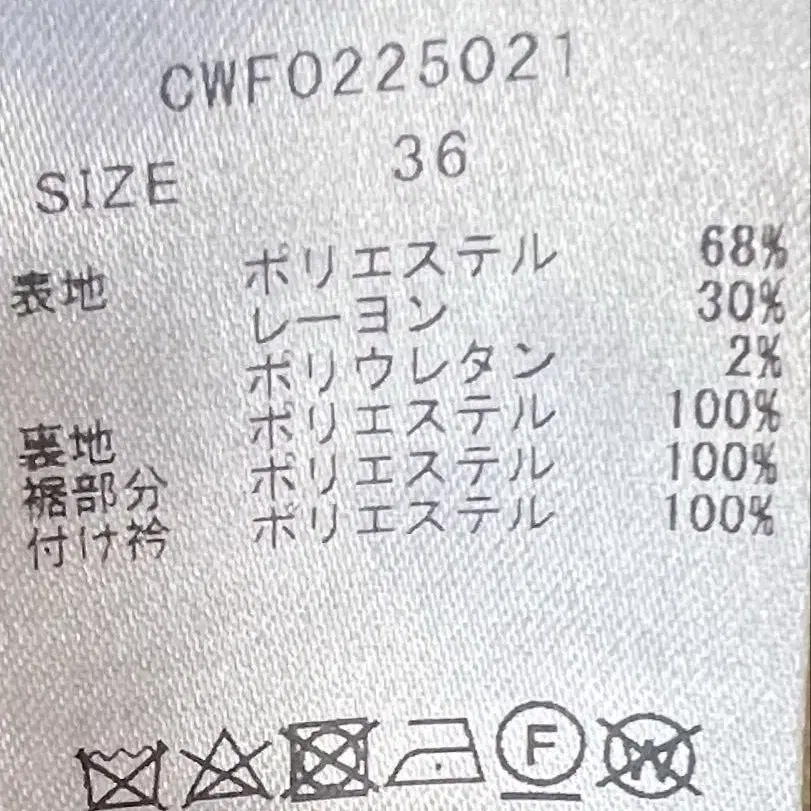 CWF0225021
SIZE 36
表地 ポリエステル 68%
レーヨン 30%
ポリウレタン 2%
裏地 ポリエステル 100%
裾部分 ポリエステル 100%
付け衿 ポリエステル 100%
F W